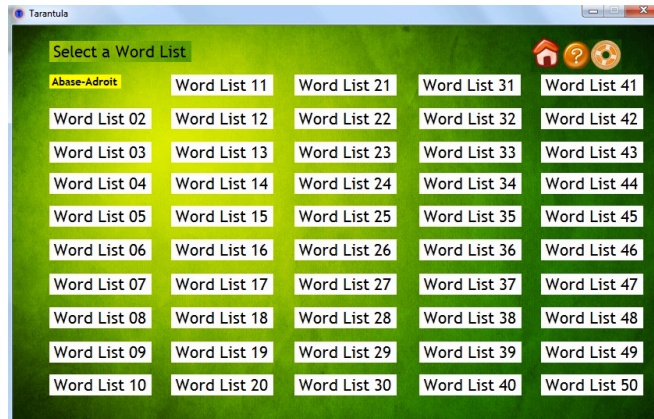 Tarantula
Select a Word List
Abase-Adroit
Word List 02
Word List 03
Word List 04
Word List 05
Word List 06
Word List 07
Word List 08
Word List 09
Word List 10
Word List 11
Word List 12
Word List 13
Word List 14
Word List 15
Word List 16
Word List 17
Word List 18
Word List 19
Word List 20
Word List 21
Word List 22
Word List 23
Word List 24
Word List 25
Word List 26
Word List 27
Word List 28
Word List 29
Word List 30
Word List 31
Word List 32
Word List 33
Word List 34
Word List 35
Word List 36
Word List 37
Word List 38
Word List 39
Word List 40
Word List 41
Word List 42
Word List 43
Word List 44
Word List 45
Word List 46
Word List 47
Word List 48
Word List 49
Word List 50